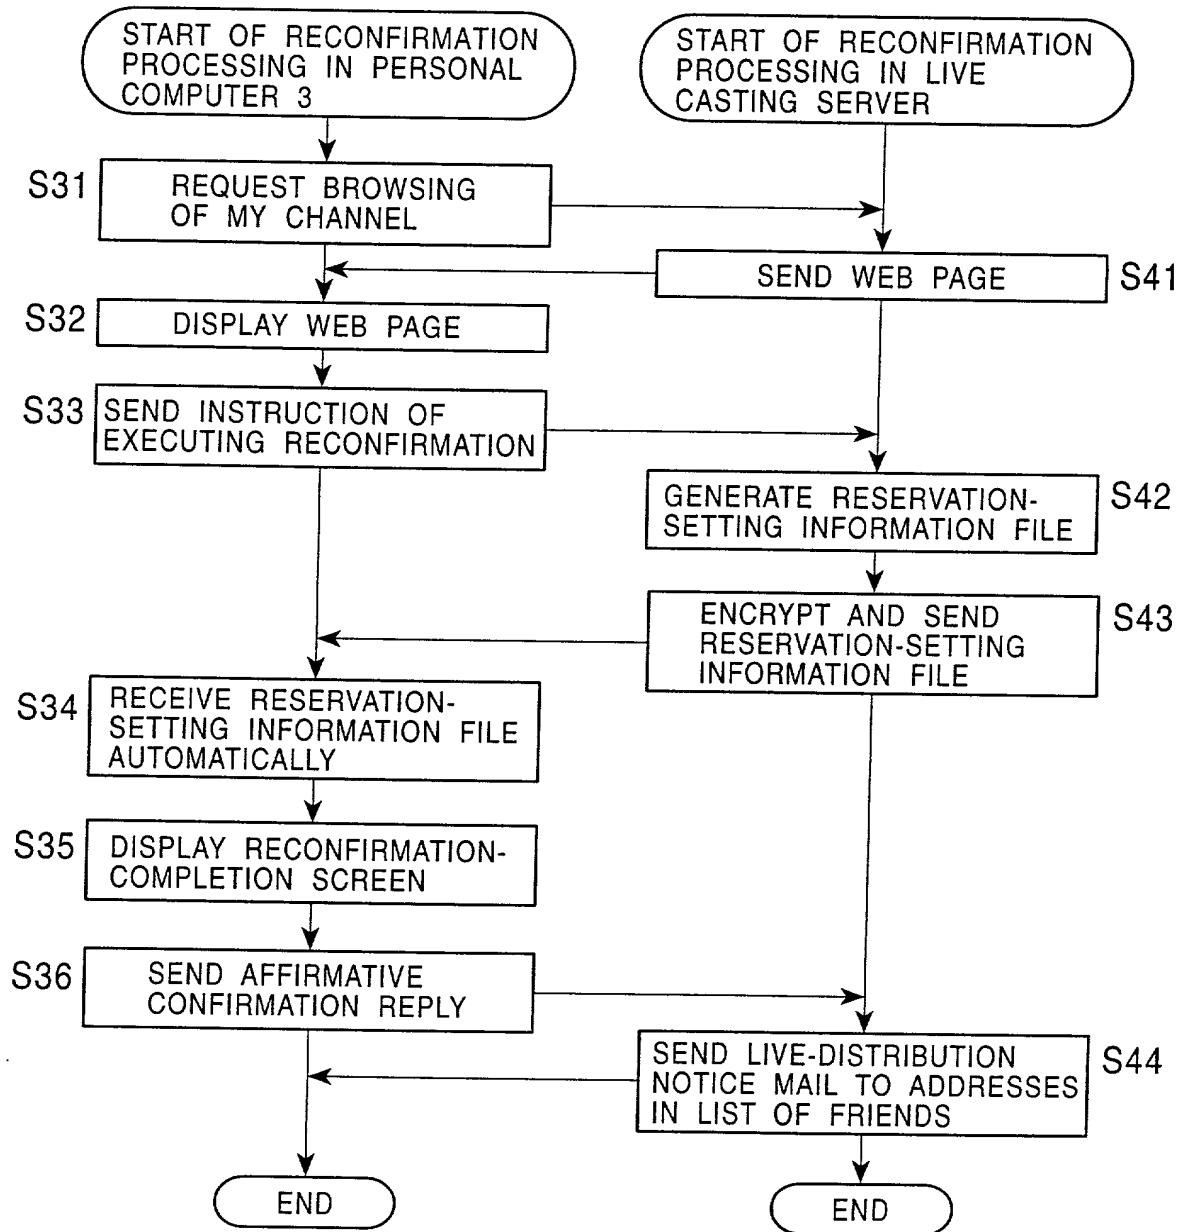 START OF RECONFIRMATION
PROCESSING IN PERSONAL
COMPUTER 3
START OF RECONFIRMATION
PROCESSING IN LIVE
CASTING SERVER
S31
REQUEST BROWSING
OF MY CHANNEL
SEND WEB PAGE
S41
S32
DISPLAY WEB PAGE
S33
SEND INSTRUCTION OF
EXECUTING RECONFIRMATION
GENERATE RESERVATION-
SETTING INFORMATION FILE
S42
ENCRYPT AND SEND
RESERVATION-SETTING
INFORMATION FILE
S43
S34
RECEIVE RESERVATION-
SETTING INFORMATION FILE
AUTOMATICALLY
S35
DISPLAY RECONFIRMATION-
COMPLETION SCREEN
S36
SEND AFFIRMATIVE
CONFIRMATION REPLY
SEND LIVE-DISTRIBUTION
NOTICE MAIL TO ADDRESSES
IN LIST OF FRIENDS
S44
END
END